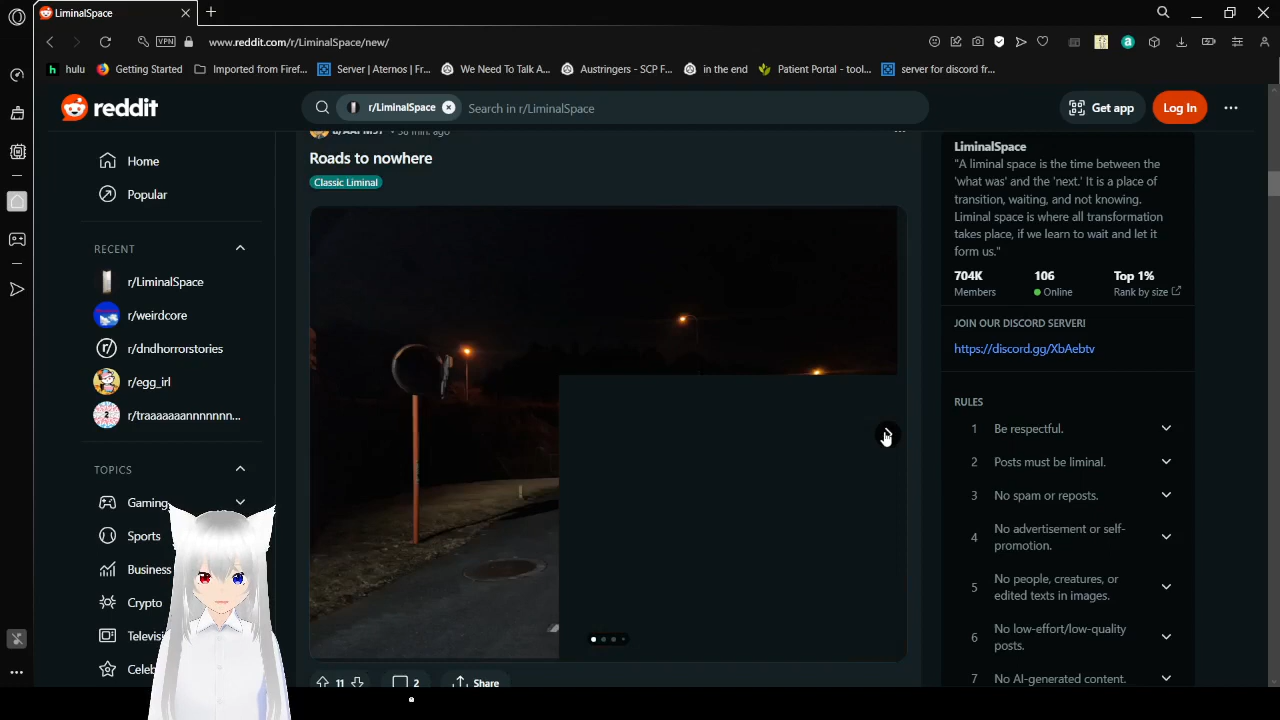 LiminalSpace
VPN
www.reddit.com/r/LiminalSpace/new/
hulu
Getting Started
Imported from Firef...
Server | Aternos | Fr...
We Need To Talk A...
Austringers - SCP F...
in the end
Patient Portal - tool...
server for discord fr...
reddit
r/LiminalSpace
Search in r/LiminalSpace
Get app
Log In
Home
Popular
RECENT
r/LiminalSpace
r/weirdcore
r/dndhorrorstories
r/egg_irl
r/traaaaaaannnnnnn...
TOPICS
Gaming
Sports
Business
Crypto
Televisi
Celeb
38 min. ago
Roads to nowhere
Classic Liminal
11
2
Share
LiminalSpace
"A liminal space is the time between the
'what was' and the 'next.' It is a place of
transition, waiting, and not knowing.
Liminal space is where all transformation
takes place, if we learn to wait and let it
form us."
704K
Members
106
Online
Top 1%
Rank by size
JOIN OUR DISCORD SERVER!
https://discord.gg/XbAebtv
RULES
1 Be respectful.
2 Posts must be liminal.
3 No spam or reposts.
4 No advertisement or self-
promotion.
5 No people, creatures, or
edited texts in images.
6 No low-effort/low-quality
posts.
7 No AI-generated content.